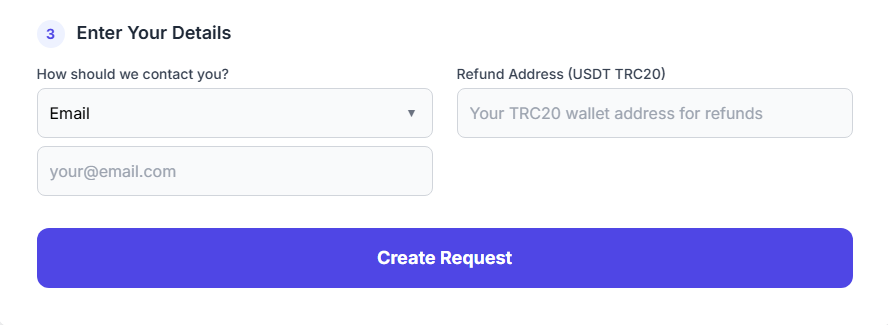 3 Enter Your Details
How should we contact you?
Email
your@email.com
Refund Address (USDT TRC20)
Your TRC20 wallet address for refunds
Create Request